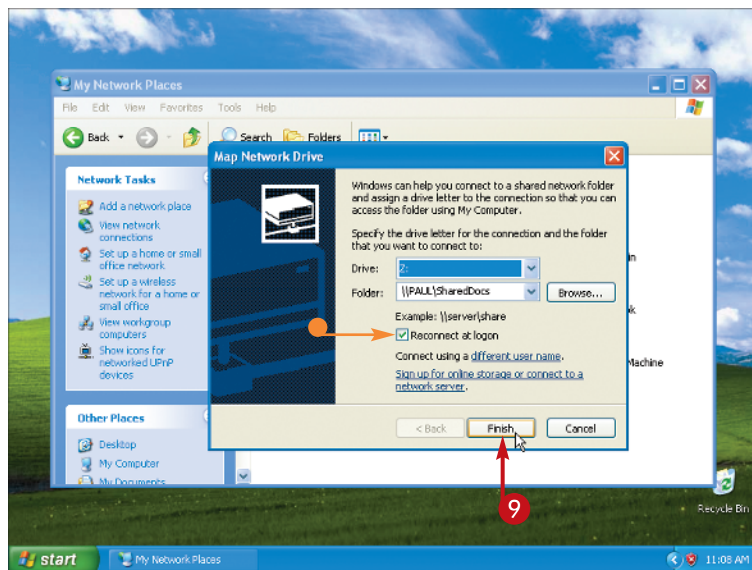 My Network Places
File Edit View Favorites Tools Help
Back Search Folders
Network Tasks
Add a network place
View network
connections
Set up a home or small
office network
Set up a wireless
network for a home or
small office
View workgroup
computers
Show icons for
networked UPnP
devices
Other Places
Desktop
My Computer
My Documents
Map Network Drive
Windows can help you connect to a shared network folder
and assign a drive letter to the connection so that you can
access the folder using My Computer.
Specify the drive letter for the connection and the folder
that you want to connect to:
Drive: Z:
Folder: \\PAUL\SharedDocs Browse...
Example: \\server\share
Reconnect at logon
Connect using a different user name.
Sign up for online storage or connect to a
network server.
< Back Finish Cancel
Machine
9
Recycle Bin
start My Network Places 11:08 AM